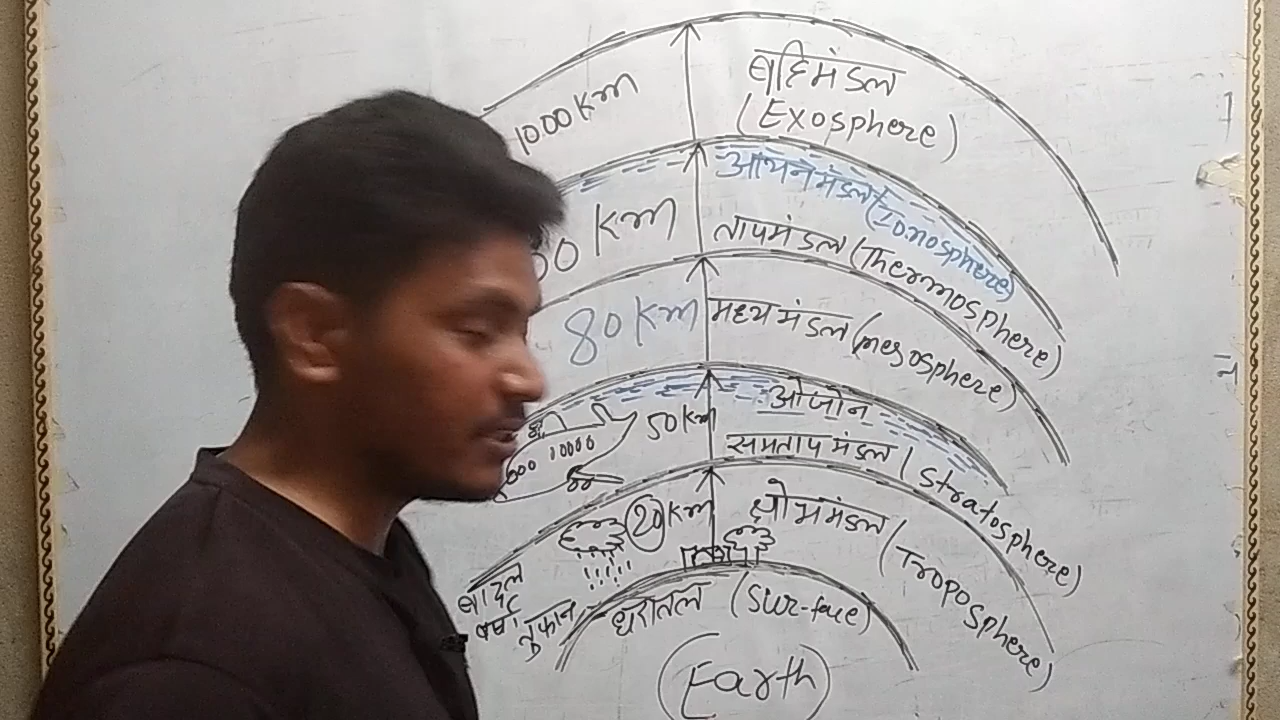 1000 Km
बहिमंडल
(Exosphere)
आयनमंडल (Ionosphere)
Km
तापमंडल (Thermosphere)
80 Km
मध्यमंडल (mesosphere)
ओजोन
50 Km
समतापमंडल (Stratosphere)
20 Km
क्षोभमंडल (Troposphere)
बादल
वर्षा
तुफान
धरातल (Sur-face)
(Earth)